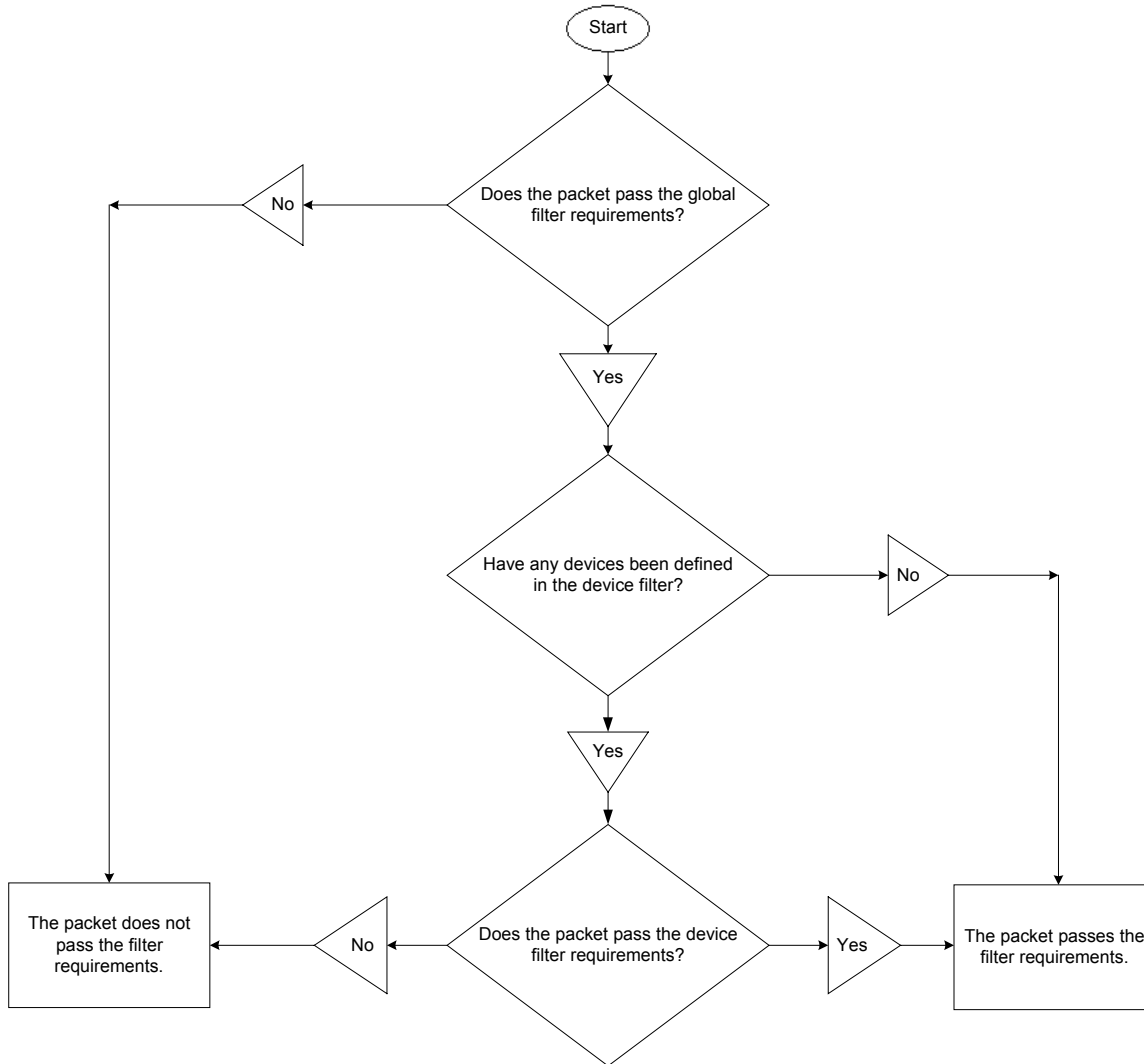 Start
Does the packet pass the global
filter requirements?
No
Yes
Have any devices been defined
in the device filter?
No
Yes
The packet does not
pass the filter
requirements.
No
Does the packet pass the device
filter requirements?
Yes
The packet passes the
filter requirements.